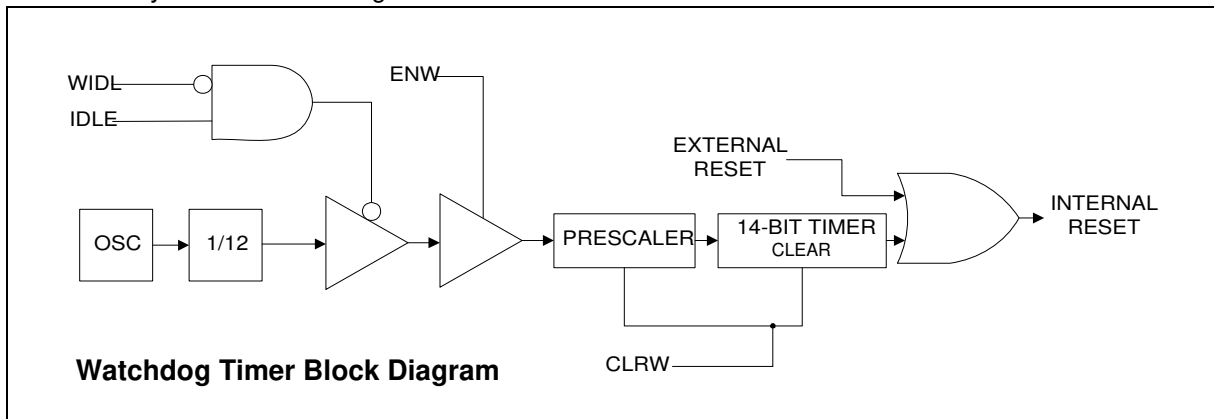 WIDL
IDLE
ENW
EXTERNAL
RESET
INTERNAL
RESET
OSC
1/12
PRESCALER
14-BIT TIMER
CLEAR
CLRW
Watchdog Timer Block Diagram